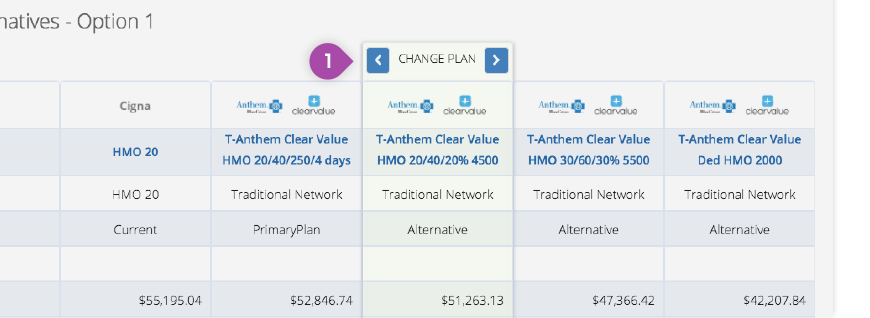 natives - Option 1
1
CHANGE PLAN
Cigna
Anthem
clearvalue
Anthem
clearvalue
Anthem
clearvalue
Anthem
clearvalue
HMO 20
T-Anthem Clear Value
HMO 20/40/250/4 days
T-Anthem Clear Value
HMO 20/40/20% 4500
T-Anthem Clear Value
HMO 30/60/30% 5500
T-Anthem Clear Value
Ded HMO 2000
HMO 20
Traditional Network
Traditional Network
Traditional Network
Traditional Network
Current
PrimaryPlan
Alternative
Alternative
Alternative
$55,195.04
$52,846.74
$51,263.13
$47,366.42
$42,207.84